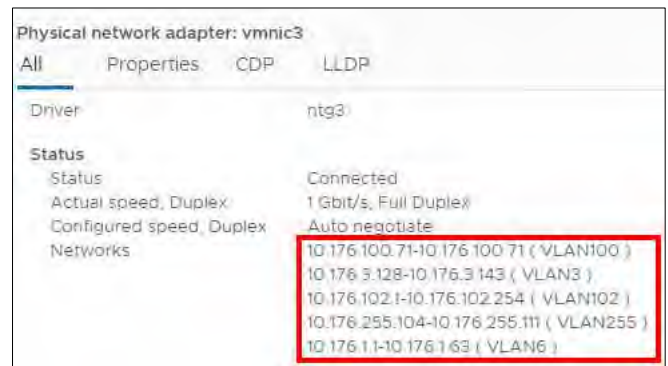 Physical network adapter: vmnic3
All Properties CDP LLDP
Driver ntg3
Status
Status Connected
Actual speed, Duplex 1 Gbit/s, Full Duplex
Configured speed, Duplex Auto negotiate
Networks 10.176.100.71-10.176.100.71 ( VLAN100 )
10.176.3.128-10.176.3.143 ( VLAN3 )
10.176.102.1-10.176.102.254 ( VLAN102 )
10.176.255.104-10.176.255.111 ( VLAN255 )
10.176.1.1-10.176.1.63 ( VLAN6 )